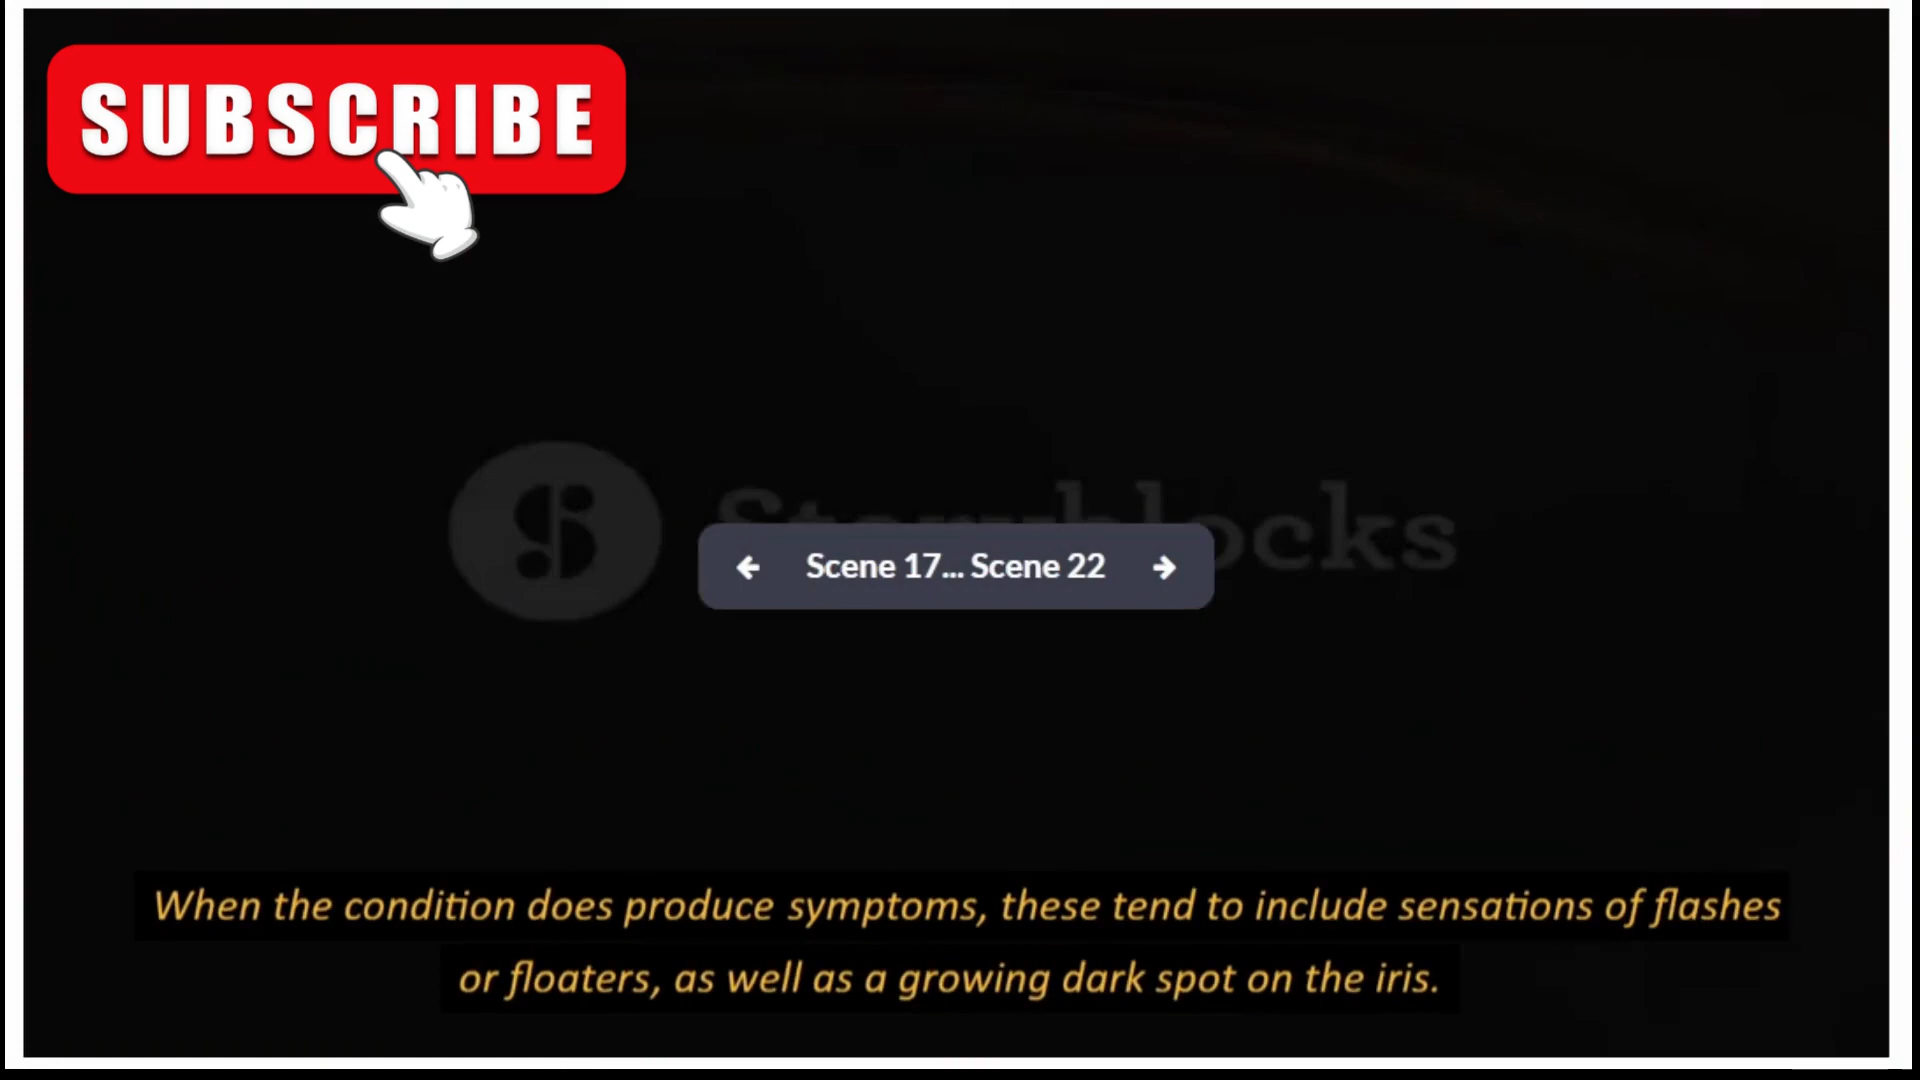 SUBSCRIBE
Storyblocks
Scene 17... Scene 22
When the condition does produce symptoms, these tend to include sensations of flashes
or floaters, as well as a growing dark spot on the iris.